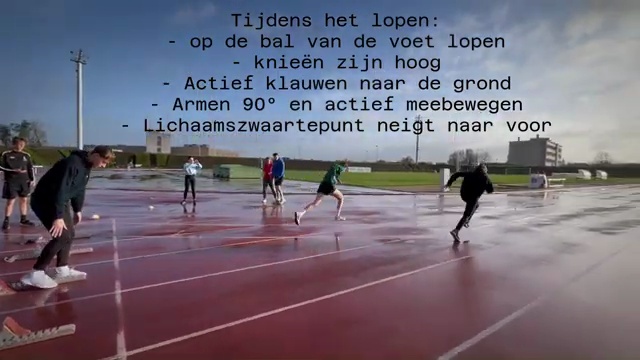 Tijdens het lopen:
- op de bal van de voet lopen
- knieën zijn hoog
- Actief klauwen naar de grond
- Armen 90° en actief meebewegen
- Lichaamszwaartepunt neigt naar voor